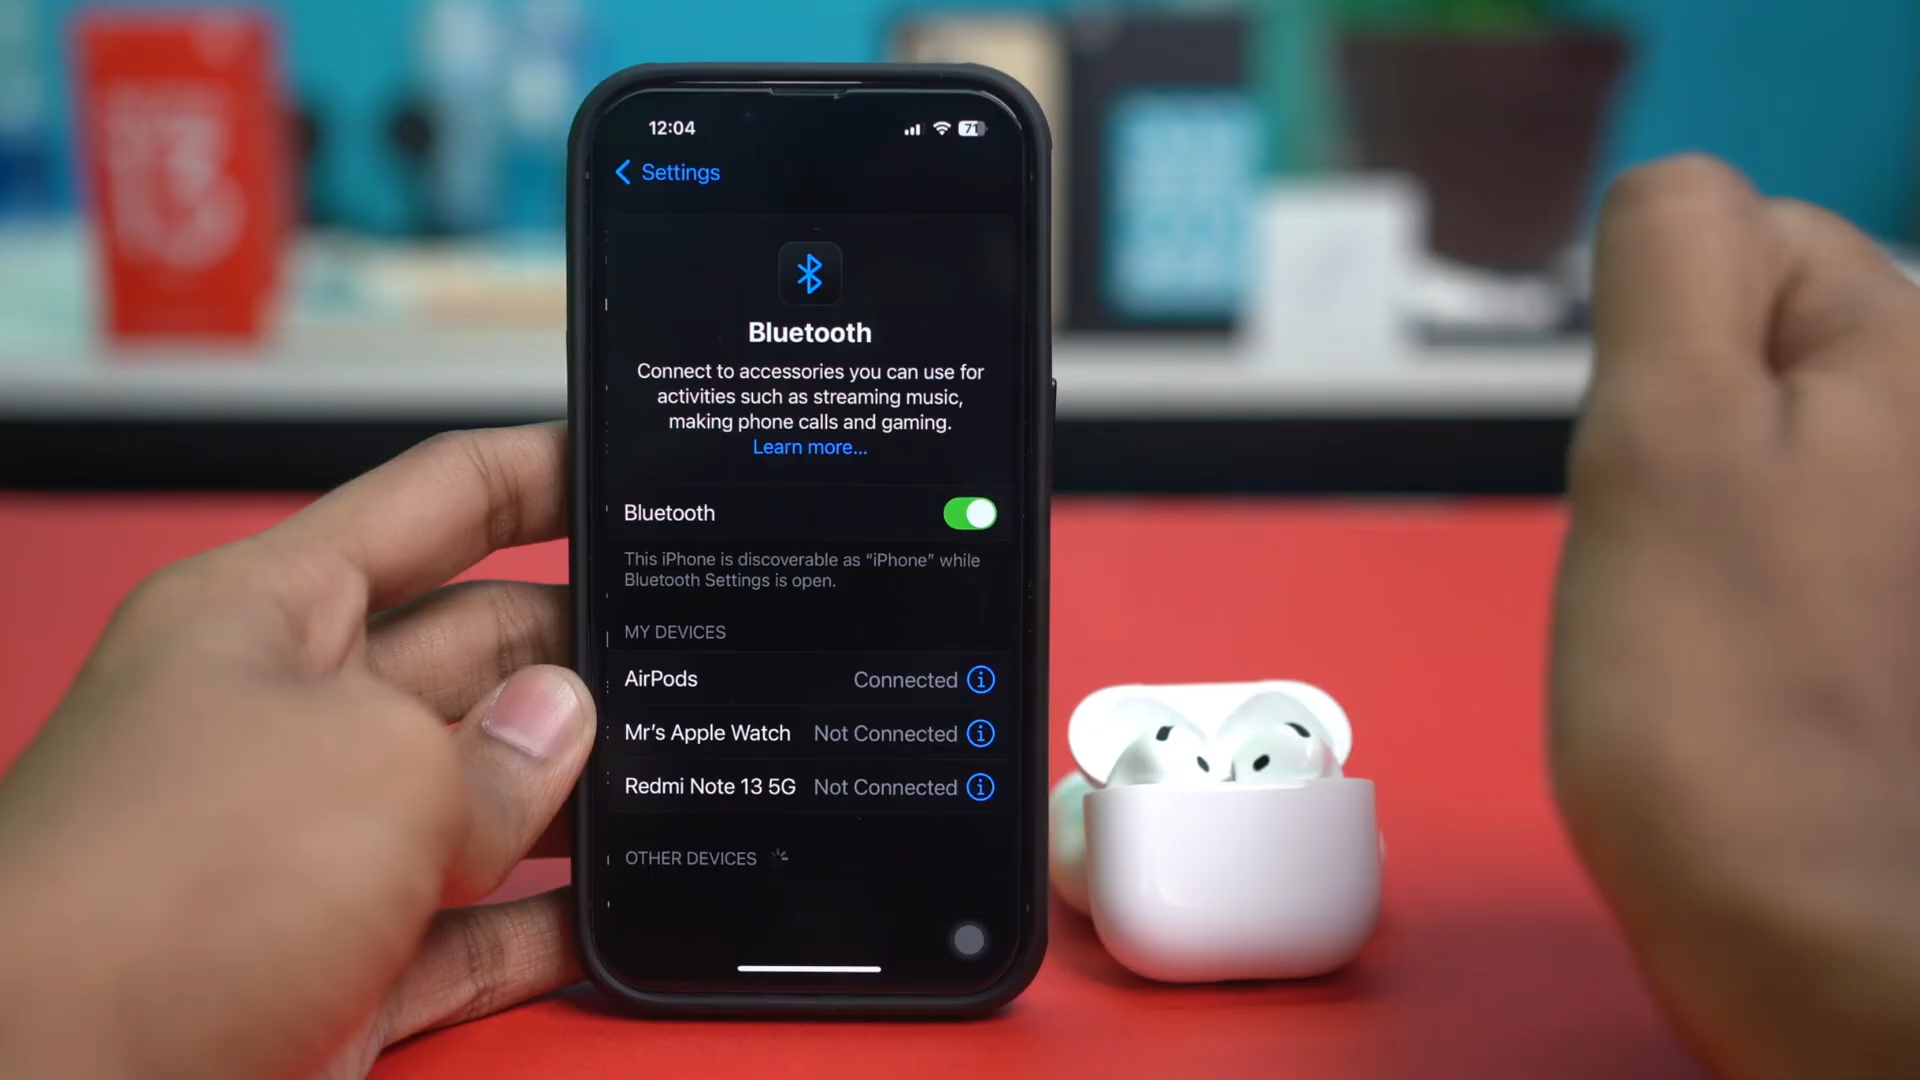 12:04
71
Settings
Bluetooth
Connect to accessories you can use for
activities such as streaming music,
making phone calls and gaming.
Learn more...
Bluetooth
This iPhone is discoverable as “iPhone” while
Bluetooth Settings is open.
MY DEVICES
AirPods Connected
Mr’s Apple Watch Not Connected
Redmi Note 13 5G Not Connected
OTHER DEVICES